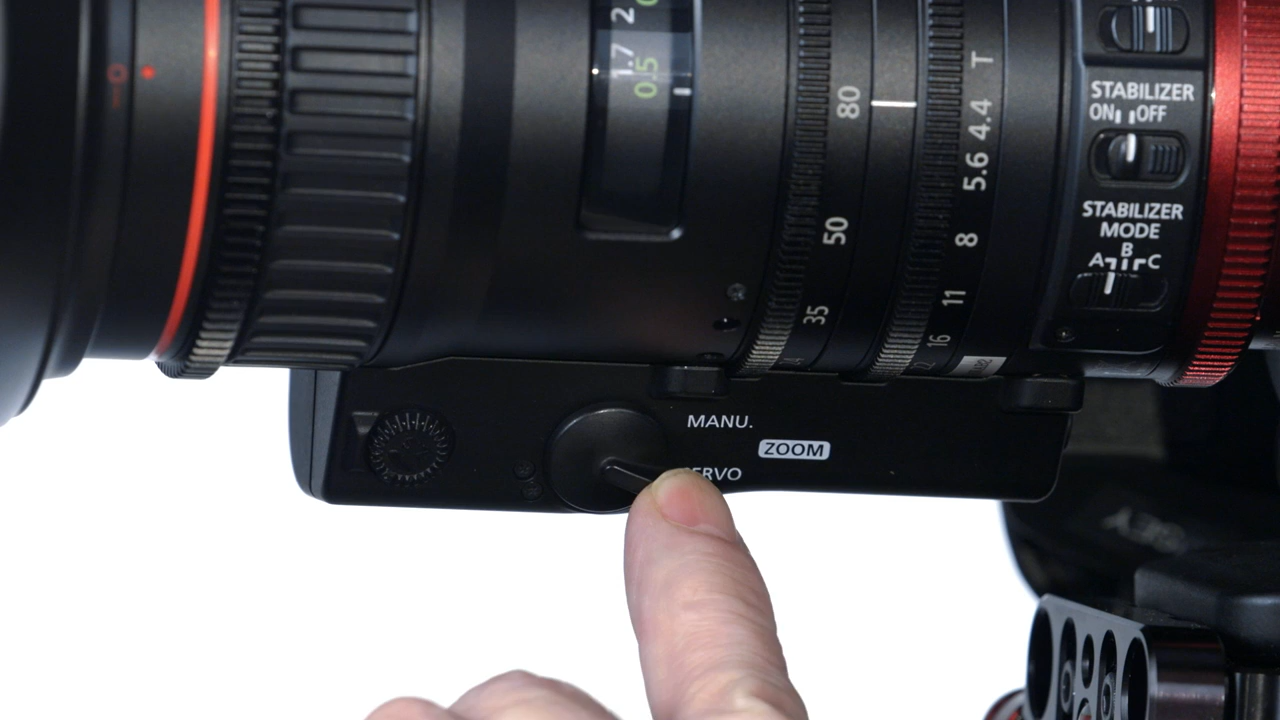 2
1.7
0.5
80
50
35
T
4.4
5.6
8
11
16
STABILIZER
ON OFF
STABILIZER
MODE
B
A C
MANU.
ZOOM